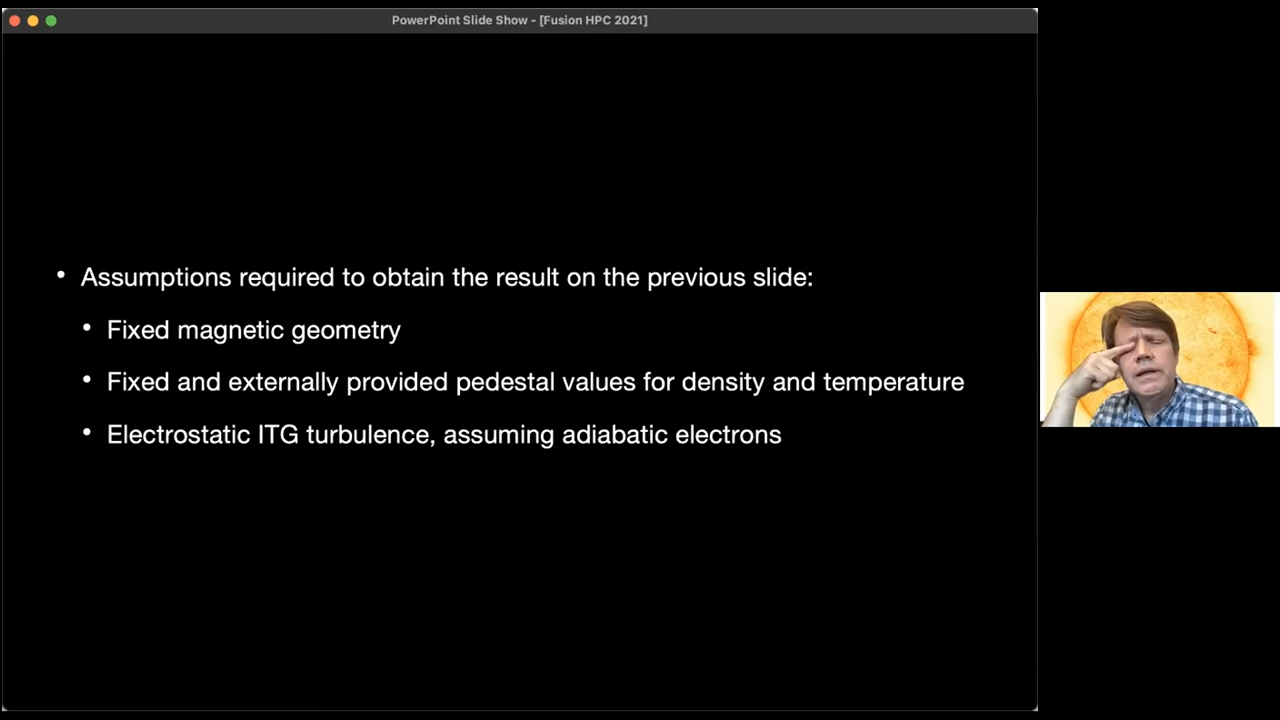 PowerPoint Slide Show - [Fusion HPC 2021]
• Assumptions required to obtain the result on the previous slide:
• Fixed magnetic geometry
• Fixed and externally provided pedestal values for density and temperature
• Electrostatic ITG turbulence, assuming adiabatic electrons